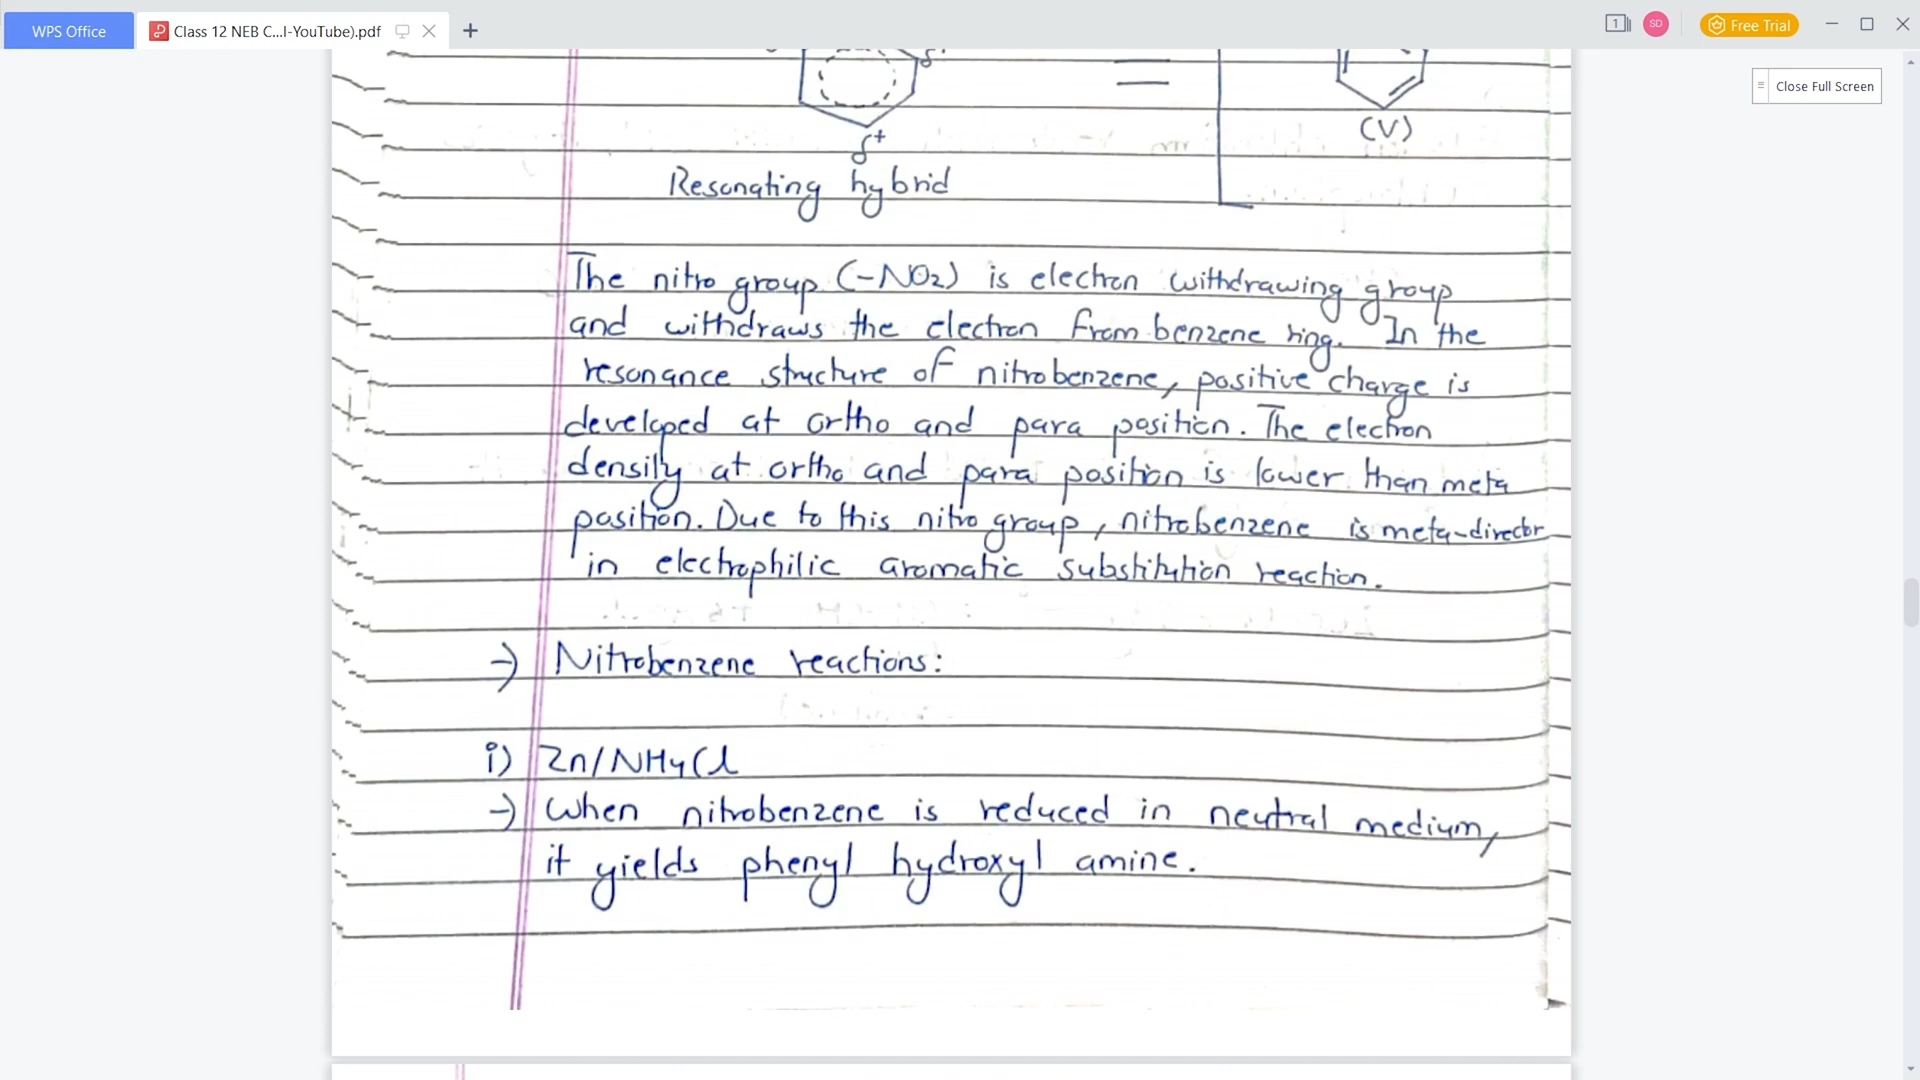 WPS Office
Class 12 NEB C...I-YouTube).pdf
1
SD
Free Trial
Close Full Screen
δ+
δ+
(V)
Resonating hybrid
The nitro group (-NO2) is electron withdrawing group
and withdraws the electron from benzene ring. In the
resonance structure of nitrobenzene, positive charge is
developed at ortho and para position. The electron
density at ortho and para position is lower than meta
position. Due to this nitro group, nitrobenzene is meta-director
in electrophilic aromatic substitution reaction.
→ Nitrobenzene reactions:
i) Zn/NH4Cl
→ When nitrobenzene is reduced in neutral medium,
it yields phenyl hydroxyl amine.